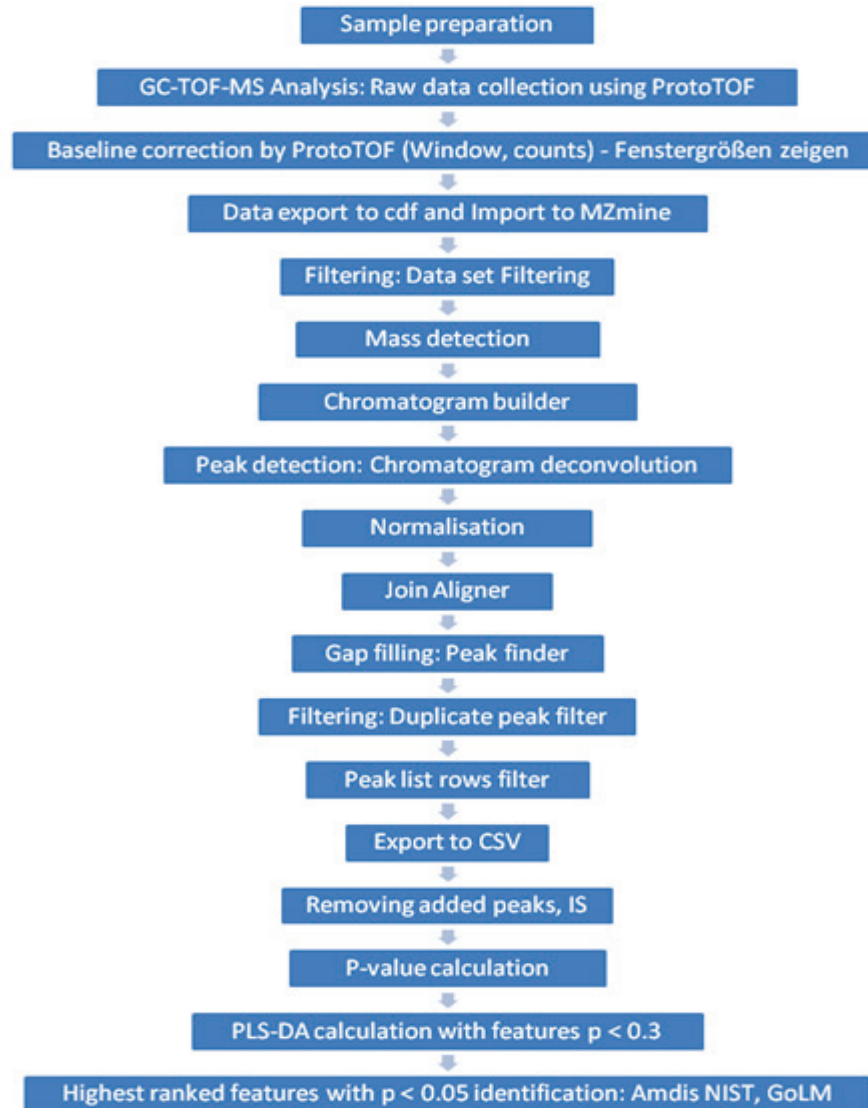 Sample preparation
GC-TOF-MS Analysis: Raw data collection using ProtoTOF
Baseline correction by ProtoTOF (Window, counts) - Fenstergrößen zeigen
Data export to cdf and Import to MZmine
Filtering: Data set Filtering
Mass detection
Chromatogram builder
Peak detection: Chromatogram deconvolution
Normalisation
Join Aligner
Gap filling: Peak finder
Filtering: Duplicate peak filter
Peak list rows filter
Export to CSV
Removing added peaks, IS
P-value calculation
PLS-DA calculation with features p < 0.3
Highest ranked features with p < 0.05 identification: Amdis NIST, GoLM